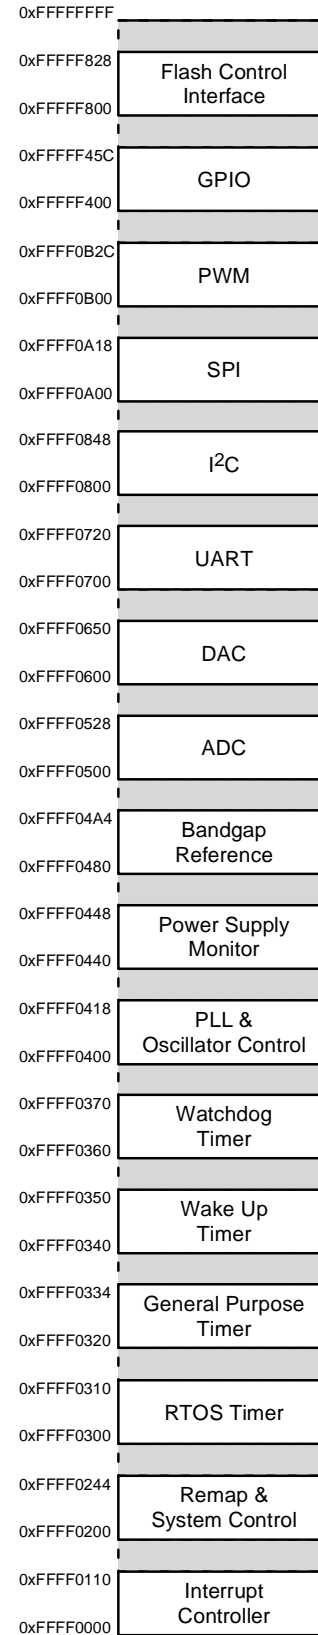 0xFFFFFFFF
0xFFFFF828
Flash Control
Interface
0xFFFFF800
0xFFFFF45C
GPIO
0xFFFFF400
0xFFFF0B2C
PWM
0xFFFF0B00
0xFFFF0A18
SPI
0xFFFF0A00
0xFFFF0848
I2C
0xFFFF0800
0xFFFF0720
UART
0xFFFF0700
0xFFFF0650
DAC
0xFFFF0600
0xFFFF0528
ADC
0xFFFF0500
0xFFFF04A4
Bandgap
Reference
0xFFFF0480
0xFFFF0448
Power Supply
Monitor
0xFFFF0440
0xFFFF0418
PLL &
Oscillator Control
0xFFFF0400
0xFFFF0370
Watchdog
Timer
0xFFFF0360
0xFFFF0350
Wake Up
Timer
0xFFFF0340
0xFFFF0334
General Purpose
Timer
0xFFFF0320
0xFFFF0310
RTOS Timer
0xFFFF0300
0xFFFF0244
Remap &
System Control
0xFFFF0200
0xFFFF0110
Interrupt
Controller
0xFFFF0000